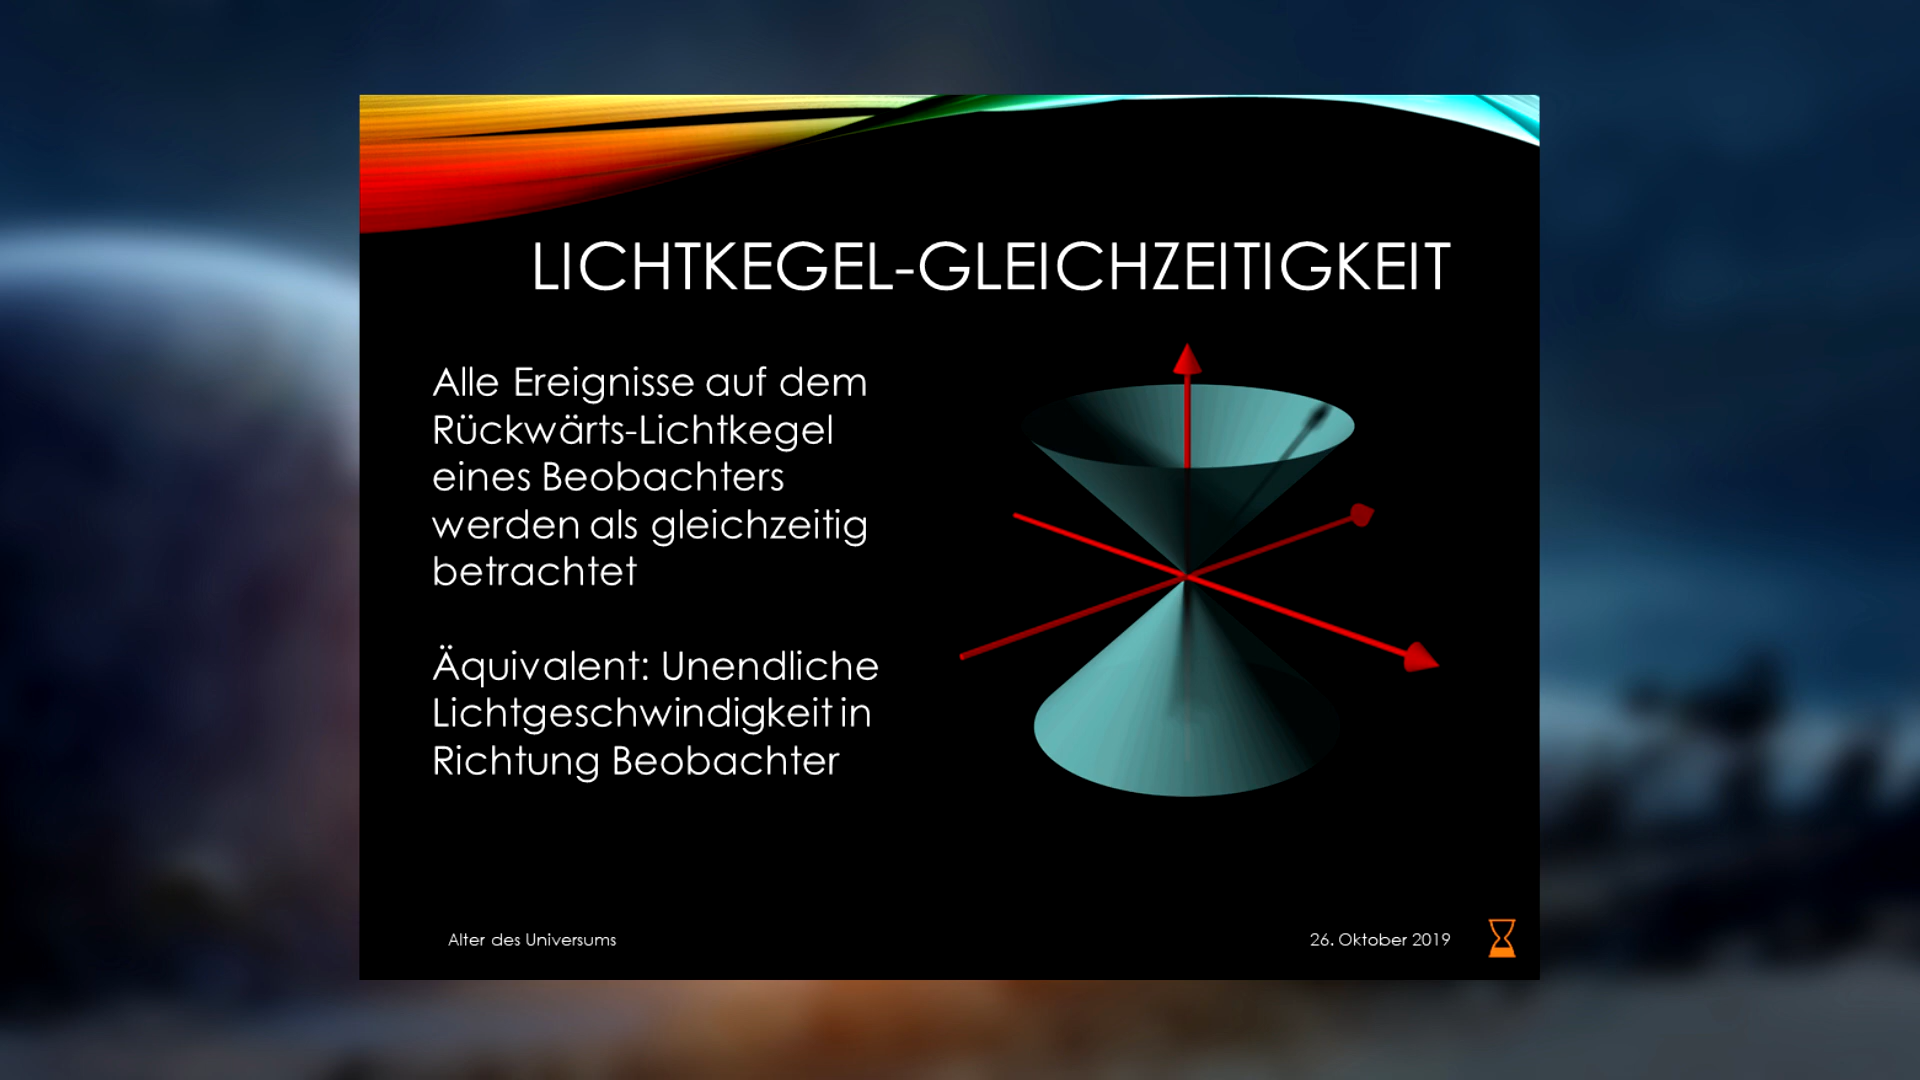 LICHTKEGEL-GLEICHZEITIGKEIT
Alle Ereignisse auf dem
Rückwärts-Lichtkegel
eines Beobachters
werden als gleichzeitig
betrachtet
Äquivalent: Unendliche
Lichtgeschwindigkeit in
Richtung Beobachter
Alter des Universums
26. Oktober 2019